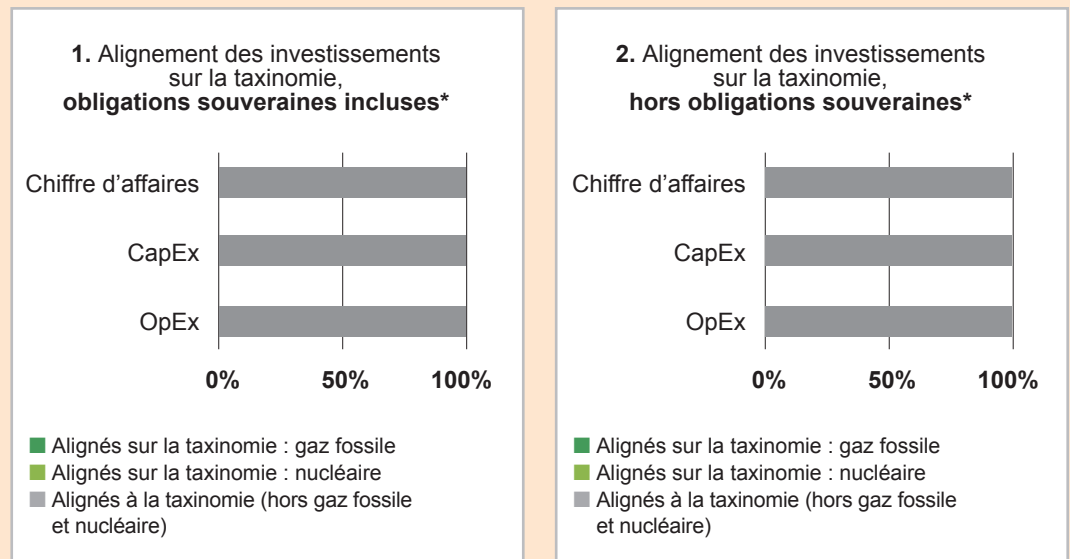 1. Alignement des investissements
sur la taxinomie,
obligations souveraines incluses*
Chiffre d'affaires
CapEx
OpEx
0% 50% 100%
Alignés sur la taxinomie : gaz fossile
Alignés sur la taxinomie : nucléaire
Alignés à la taxinomie (hors gaz fossile
et nucléaire)
2. Alignement des investissements
sur la taxinomie,
hors obligations souveraines*
Chiffre d'affaires
CapEx
OpEx
0% 50% 100%
Alignés sur la taxinomie : gaz fossile
Alignés sur la taxinomie : nucléaire
Alignés à la taxinomie (hors gaz fossile
et nucléaire)